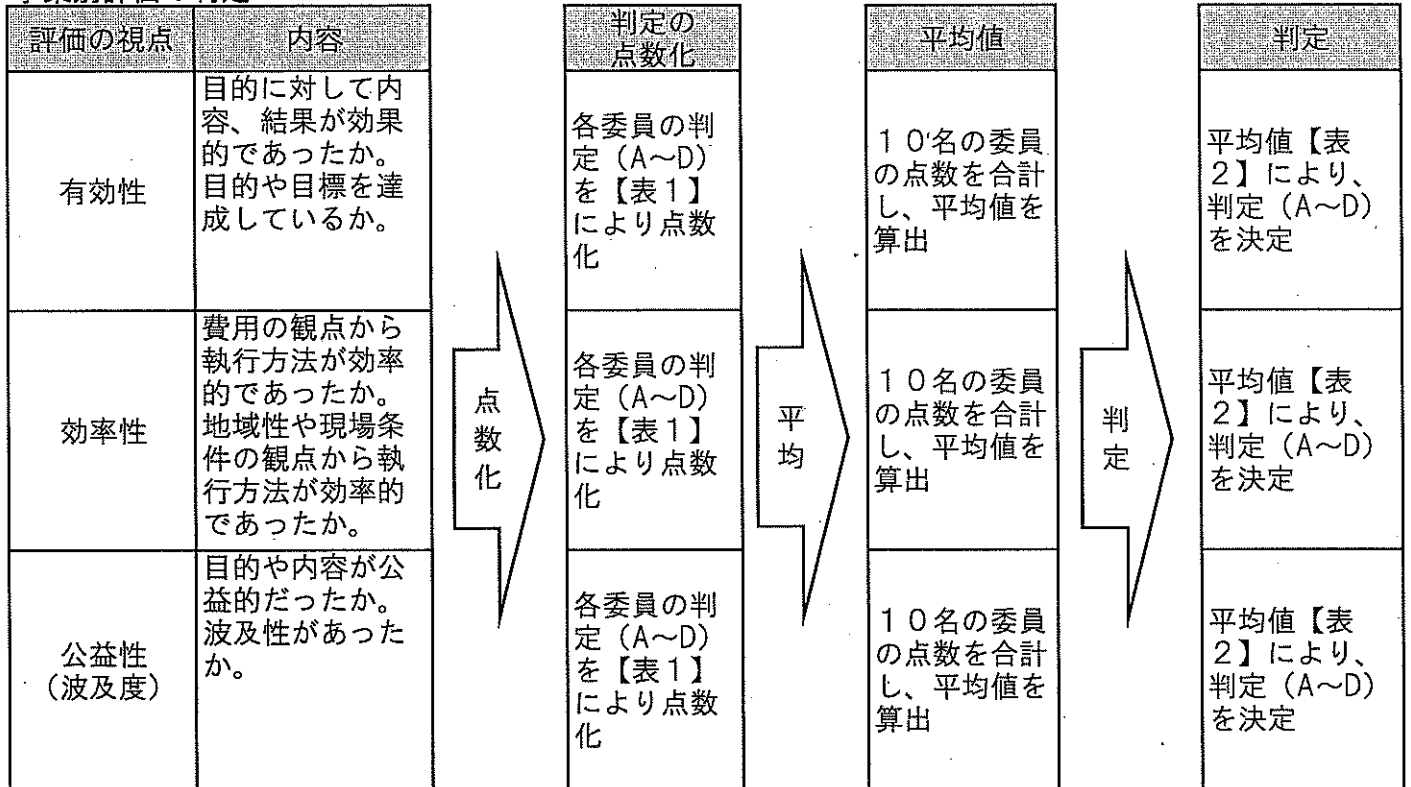 評価の視点
内容
判定の
点数化
平均値
判定
有効性
目的に対して内
容、結果が効果
的であったか。
目的や目標を達
成しているか。
各委員の判
定（A～D）
を【表１】
により点数
化
１０名の委員
の点数を合計
し、平均値を
算出
平均値【表
２】により、
判定（A～D）
を決定
効率性
費用の観点から
執行方法が効率
的であったか。
地域性や現場条
件の観点から執
行方法が効率的
であったか。
点
数
化
各委員の判
定（A～D）
を【表１】
により点数
化
平
均
１０名の委員
の点数を合計
し、平均値を
算出
判
定
平均値【表
２】により、
判定（A～D）
を決定
公益性
（波及度）
目的や内容が公
益的だったか。
波及性があった
か。
各委員の判
定（A～D）
を【表１】
により点数
化
１０名の委員
の点数を合計
し、平均値を
算出
平均値【表
２】により、
判定（A～D）
を決定